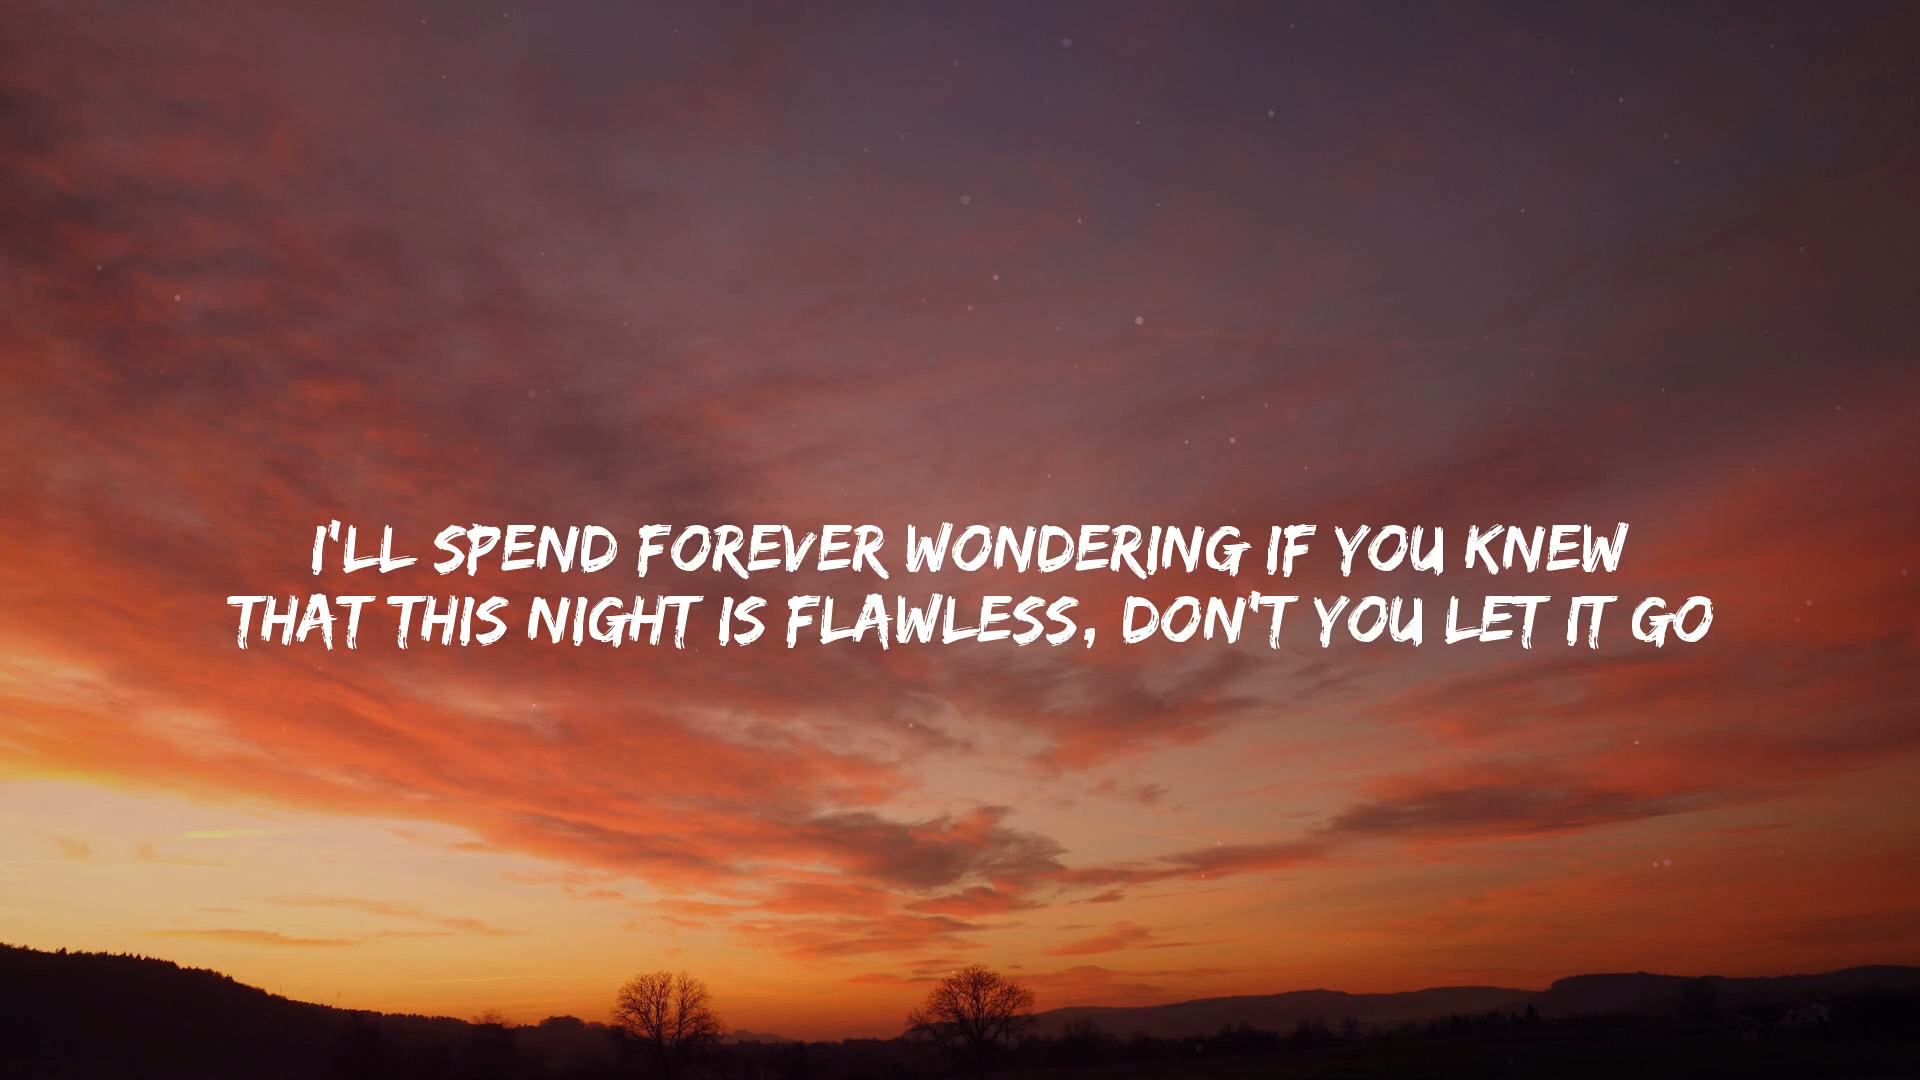 I'LL SPEND FOREVER WONDERING IF YOU KNEW
THAT THIS NIGHT IS FLAWLESS, DON'T YOU LET IT GO